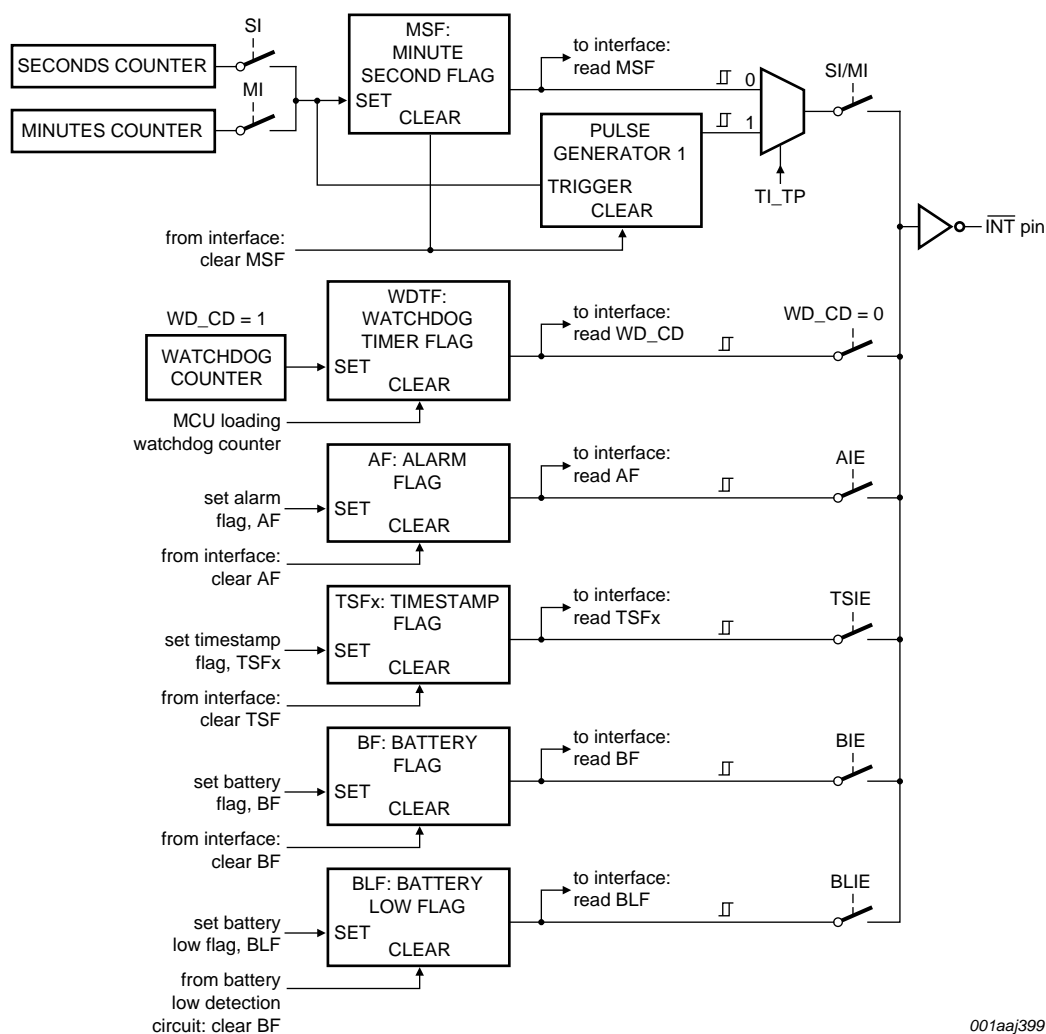 SI
SECONDS COUNTER
MI
MINUTES COUNTER
MSF:
MINUTE
SECOND FLAG
SET
CLEAR
to interface:
read MSF
0
1
SI/MI
TI_TP
PULSE
GENERATOR 1
TRIGGER
CLEAR
from interface:
clear MSF
INT pin
WD_CD = 1
WATCHDOG
COUNTER
WDTF:
WATCHDOG
TIMER FLAG
SET
CLEAR
to interface:
read WD_CD
WD_CD = 0
MCU loading
watchdog counter
AF: ALARM
FLAG
SET
CLEAR
set alarm
flag, AF
to interface:
read AF
AIE
from interface:
clear AF
TSFx: TIMESTAMP
FLAG
SET
CLEAR
set timestamp
flag, TSFx
to interface:
read TSFx
TSIE
from interface:
clear TSF
BF: BATTERY
FLAG
SET
CLEAR
set battery
flag, BF
to interface:
read BF
BIE
from interface:
clear BF
BLF: BATTERY
LOW FLAG
SET
CLEAR
set battery
low flag, BLF
to interface:
read BLF
BLIE
from battery
low detection
circuit: clear BF
001aaj399